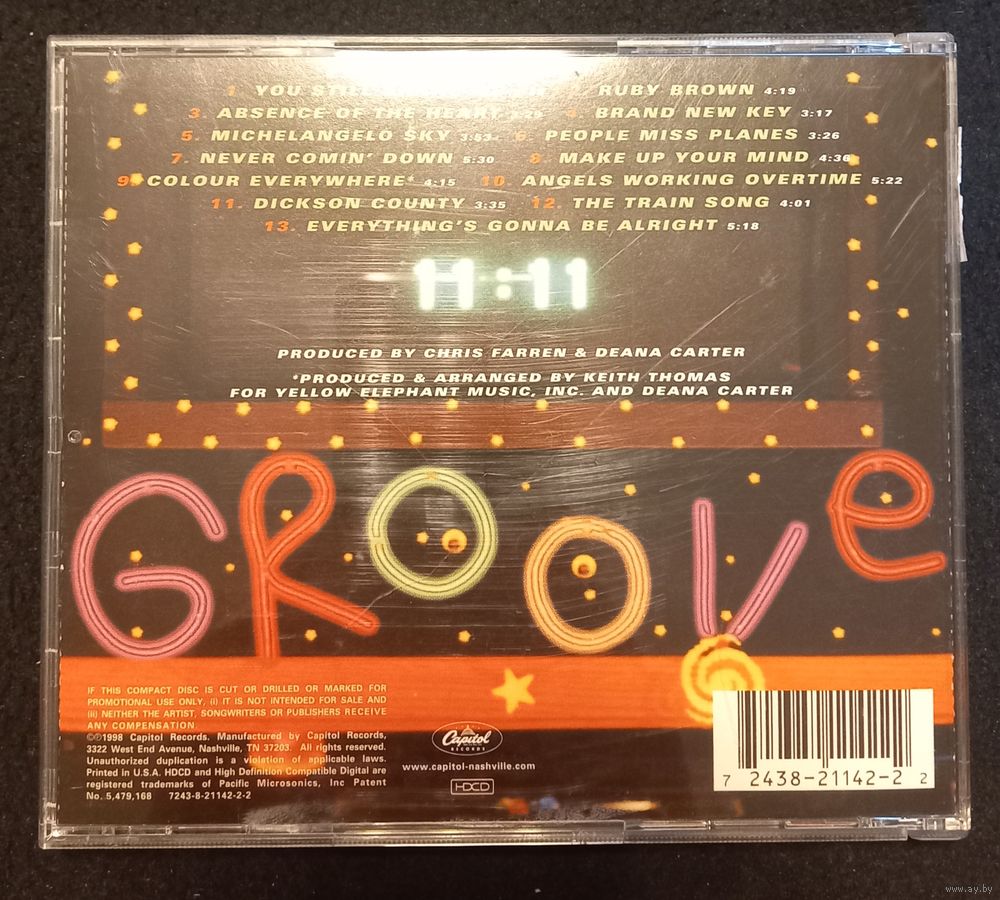 1. YOU STILL 2. RUBY BROWN 4:19
3. ABSENCE OF THE HEART 3:29 4. BRAND NEW KEY 3:17
5. MICHELANGELO SKY 3:53 6. PEOPLE MISS PLANES 3:26
7. NEVER COMIN' DOWN 5:30 8. MAKE UP YOUR MIND 4:36
9. COLOUR EVERYWHERE* 4:15 10. ANGELS WORKING OVERTIME 5:22
11. DICKSON COUNTY 3:35 12. THE TRAIN SONG 4:01
13. EVERYTHING'S GONNA BE ALRIGHT 5:18
11:11
PRODUCED BY CHRIS FARREN & DEANA CARTER
*PRODUCED & ARRANGED BY KEITH THOMAS
FOR YELLOW ELEPHANT MUSIC, INC. AND DEANA CARTER
GROOVe
IF THIS COMPACT DISC IS CUT OR DRILLED OR MARKED FOR
PROMOTIONAL USE ONLY, (i) IT IS NOT INTENDED FOR SALE AND
(ii) NEITHER THE ARTIST, SONGWRITERS OR PUBLISHERS RECEIVE
ANY COMPENSATION.
©℗1998 Capitol Records. Manufactured by Capitol Records,
3322 West End Avenue, Nashville, TN 37203. All rights reserved.
Unauthorized duplication is a violation of applicable laws.
Printed in U.S.A. HDCD and High Definition Compatible Digital are
registered trademarks of Pacific Microsonics, Inc Patent
No. 5,479,168 7243-8-21142-2-2
Capitol
RECORDS
www.capitol-nashville.com
HDCD
7 2438-21142-2 2
www.ay.by